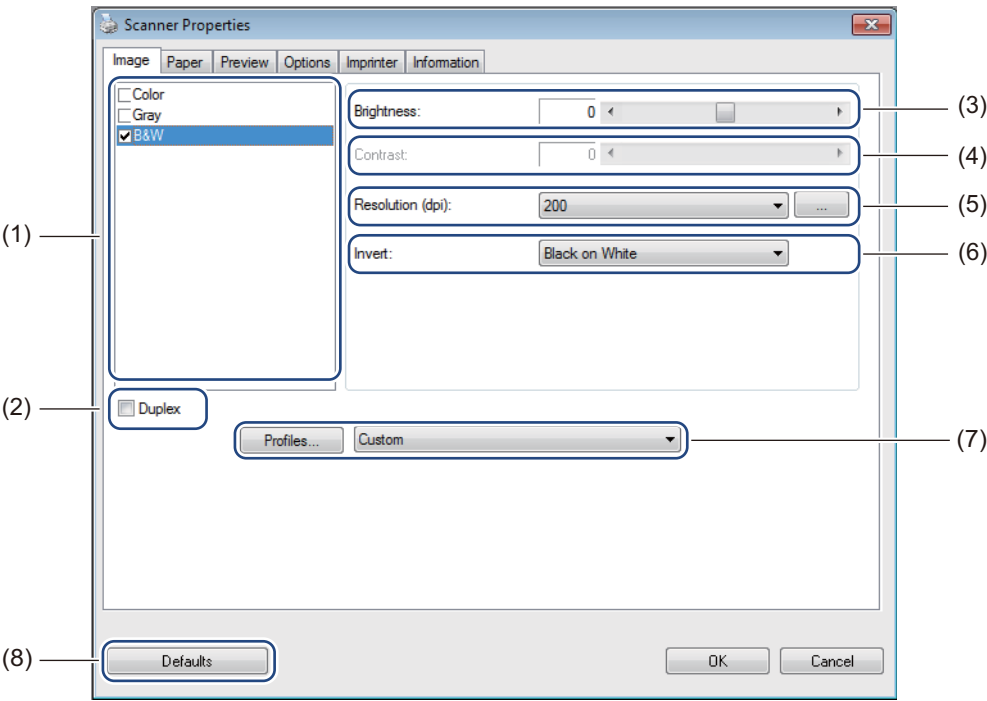 Scanner Properties
Image Paper Preview Options Imprinter Information
Color
Gray
B&W
Brightness: 0
(3)
Contrast: 0
(4)
Resolution (dpi): 200 ...
(5)
(1)
Invert: Black on White
(6)
(2)
Duplex
Profiles... Custom
(7)
(8)
Defaults OK Cancel